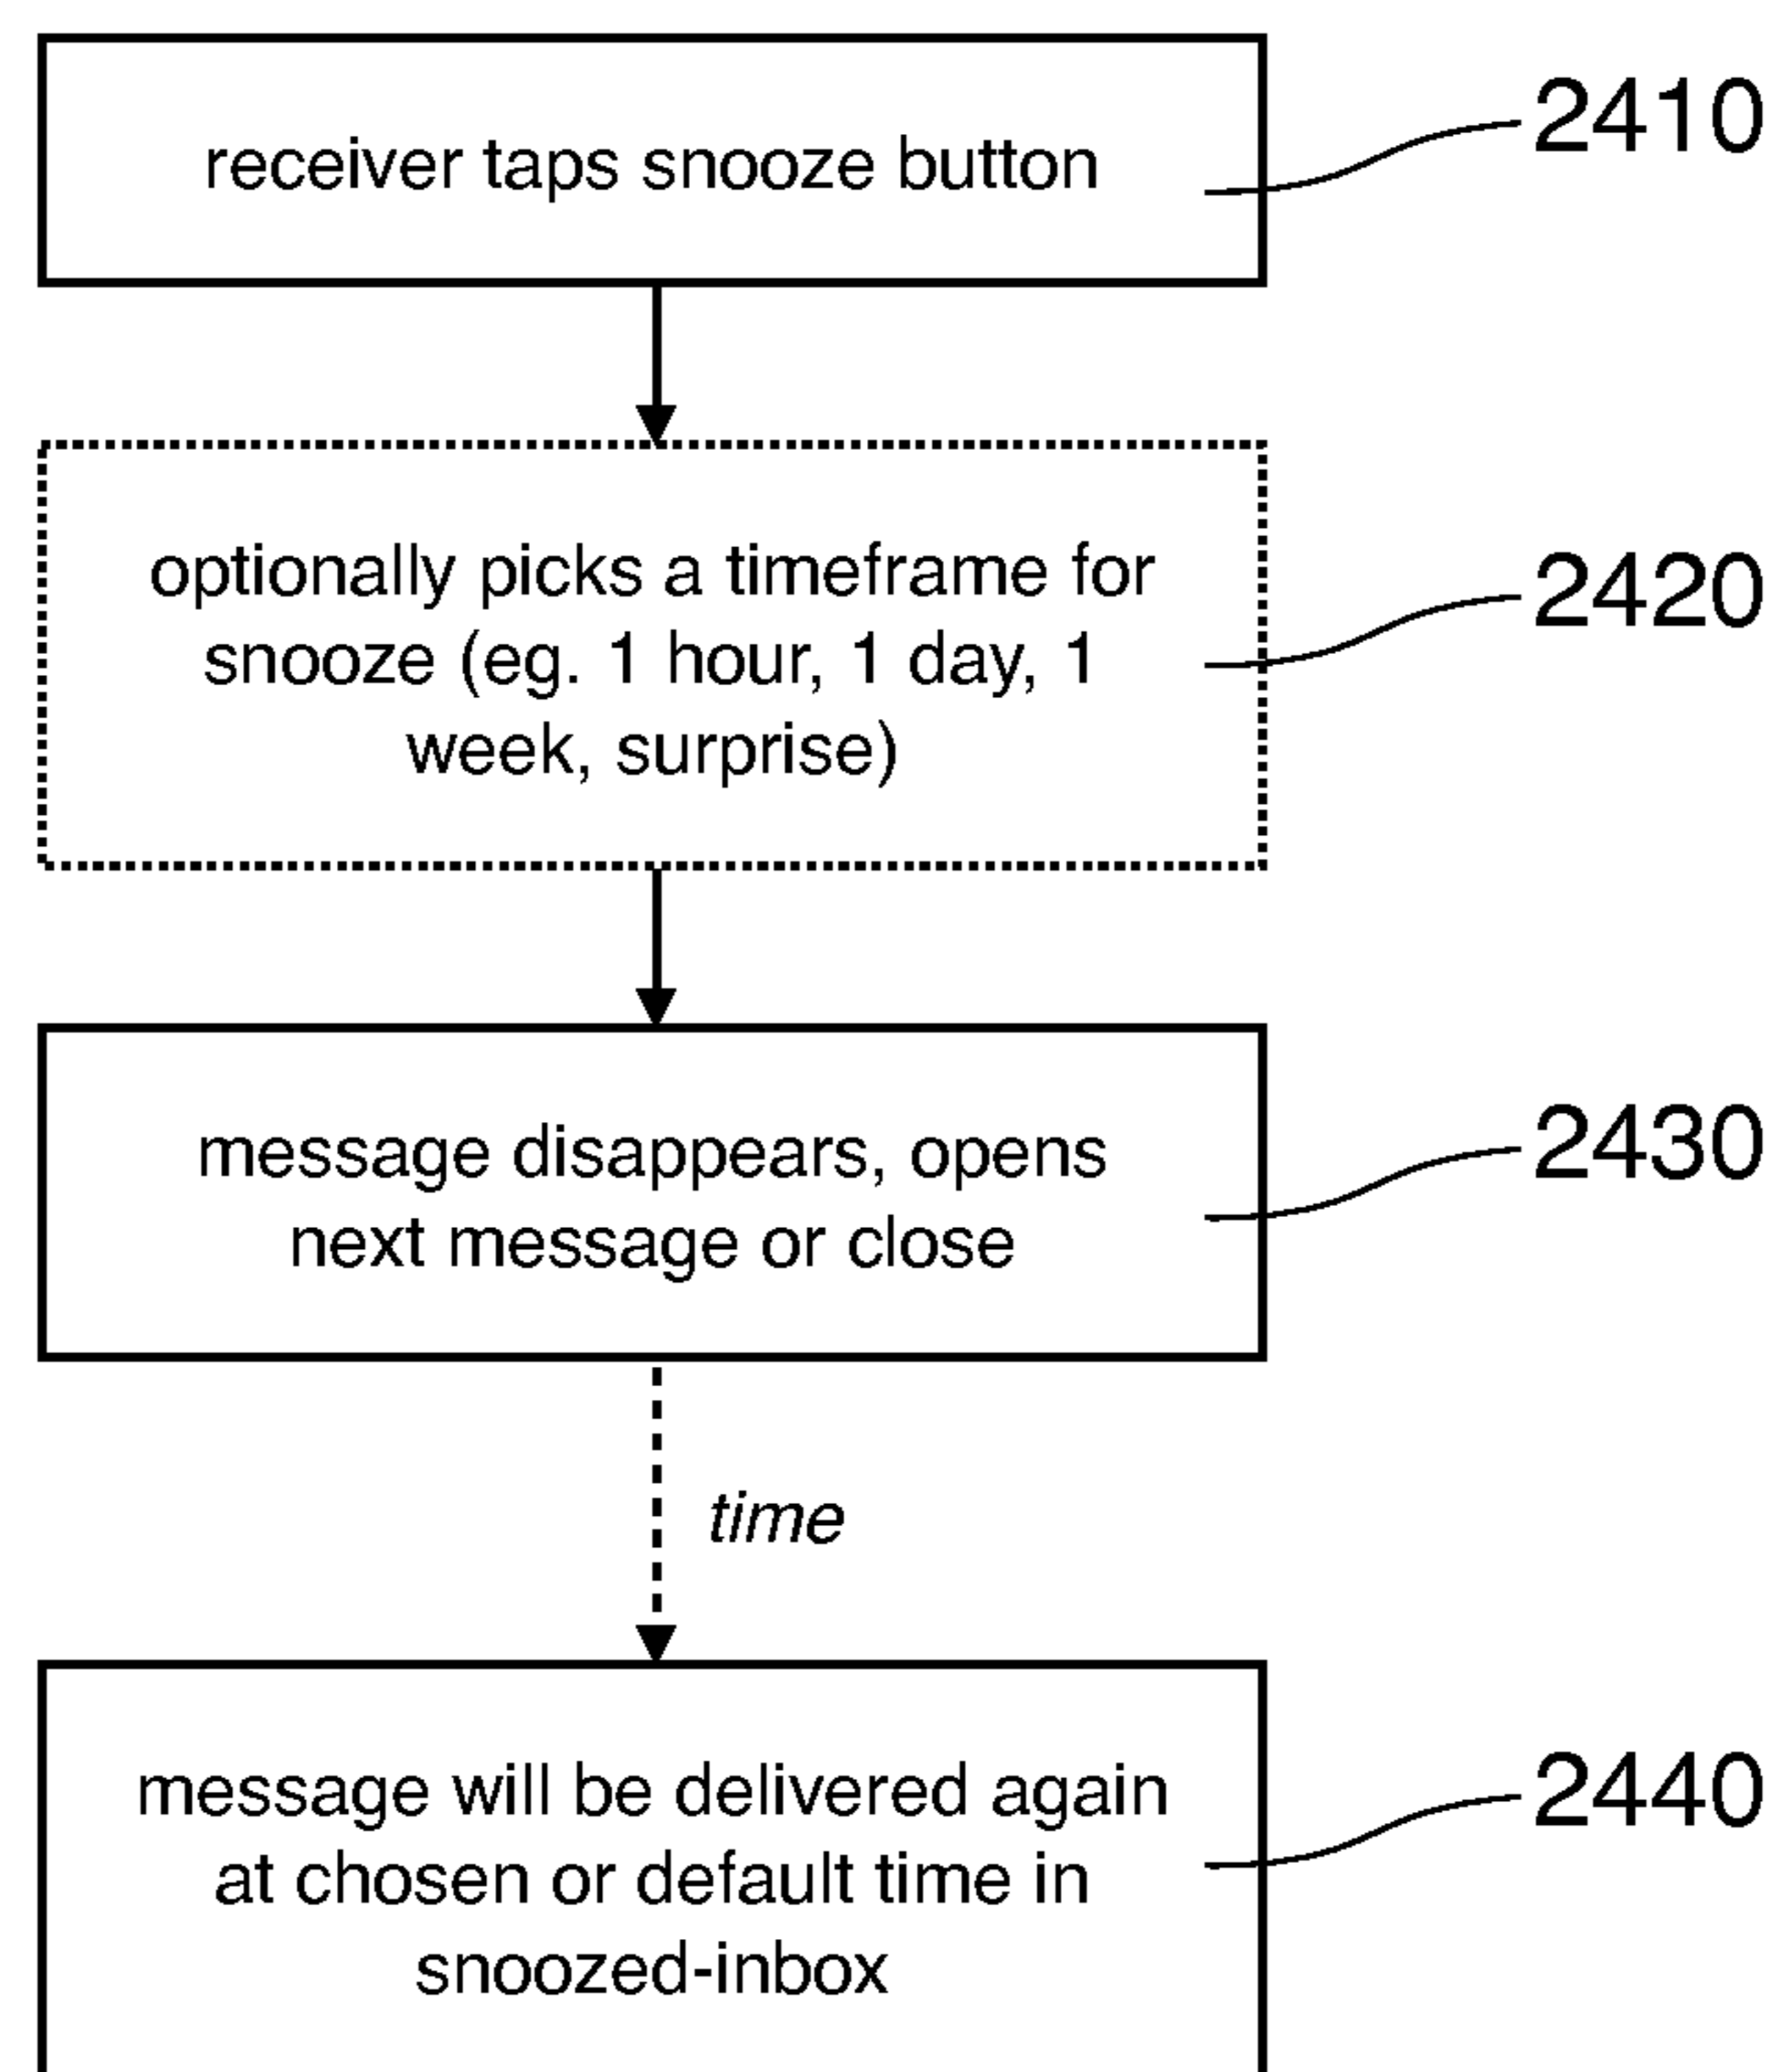 receiver taps snooze button
2410
optionally picks a timeframe for
snooze (eg. 1 hour, 1 day, 1
week, surprise)
2420
message disappears, opens
next message or close
2430
time
message will be delivered again
at chosen or default time in
snoozed-inbox
2440